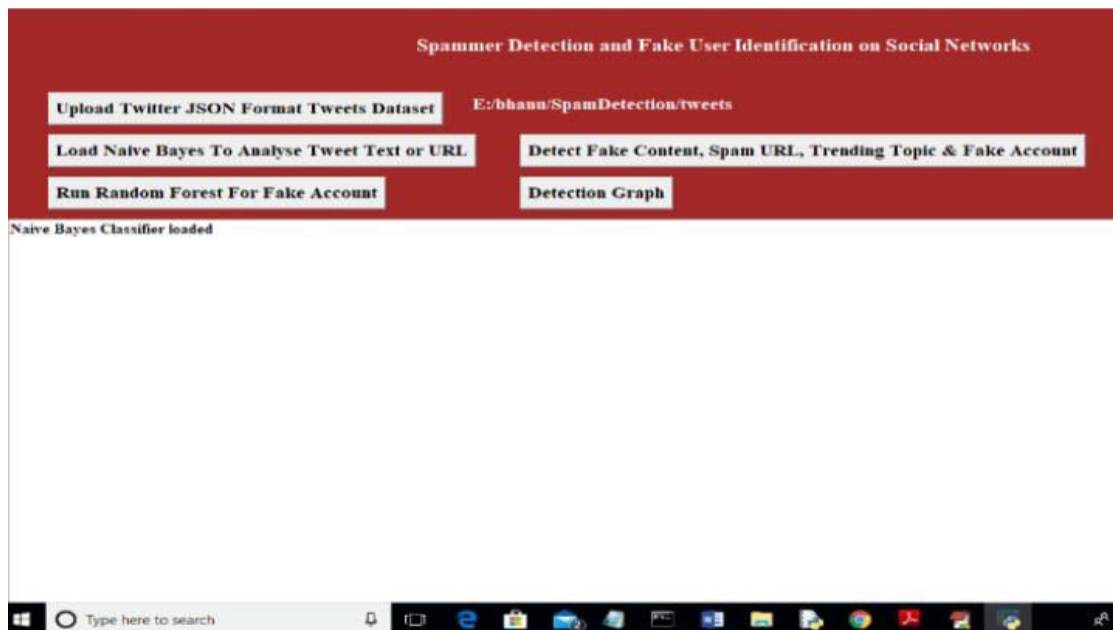 Spammer Detection and Fake User Identification on Social Networks
Upload Twitter JSON Format Tweets Dataset
E:/bhanu/SpamDetection/tweets
Load Naive Bayes To Analyse Tweet Text or URL
Detect Fake Content, Spam URL, Trending Topic & Fake Account
Run Random Forest For Fake Account
Detection Graph
Naive Bayes Classifier loaded
Type here to search